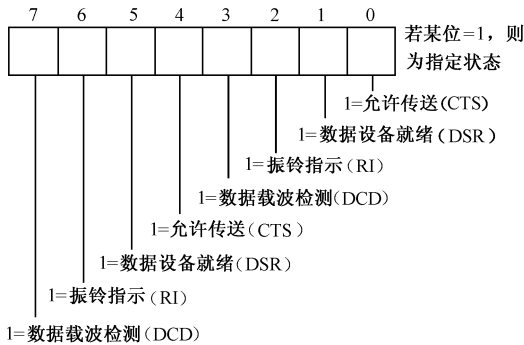 7 6 5 4 3 2 1 0
若某位=1，则
为指定状态
1=允许传送(CTS)
1=数据设备就绪(DSR)
1=振铃指示(RI)
1=数据载波检测(DCD)
1=允许传送(CTS)
1=数据设备就绪(DSR)
1=振铃指示(RI)
1=数据载波检测(DCD)